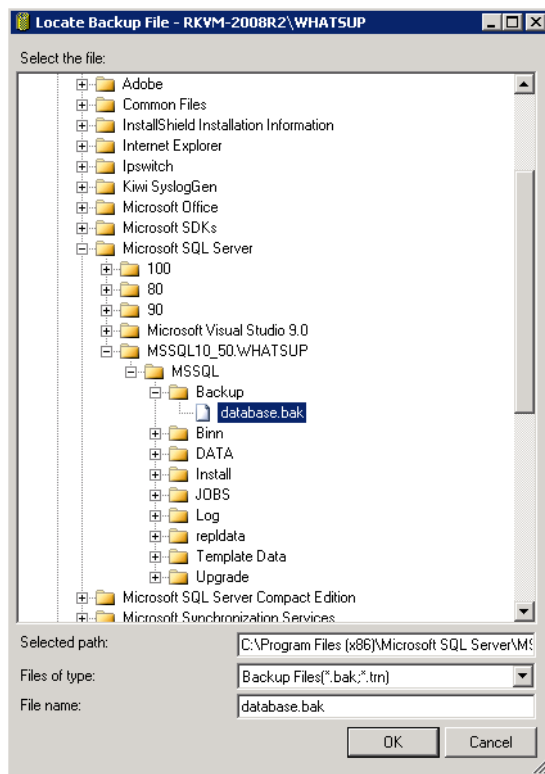 Locate Backup File - RKVM-2008R2\WHATSUP
Select the file:
Adobe
Common Files
InstallShield Installation Information
Internet Explorer
Ipswitch
Kiwi SyslogGen
Microsoft Office
Microsoft SDKs
Microsoft SQL Server
100
80
90
Microsoft Visual Studio 9.0
MSSQL10_50.WHATSUP
MSSQL
Backup
database.bak
Binn
DATA
Install
JOBS
Log
repldata
Template Data
Upgrade
Microsoft SQL Server Compact Edition
Microsoft Synchronization Services
Selected path: C:\Program Files (x86)\Microsoft SQL Server\MS
Files of type: Backup Files(*.bak;*.trn)
File name: database.bak
OK Cancel